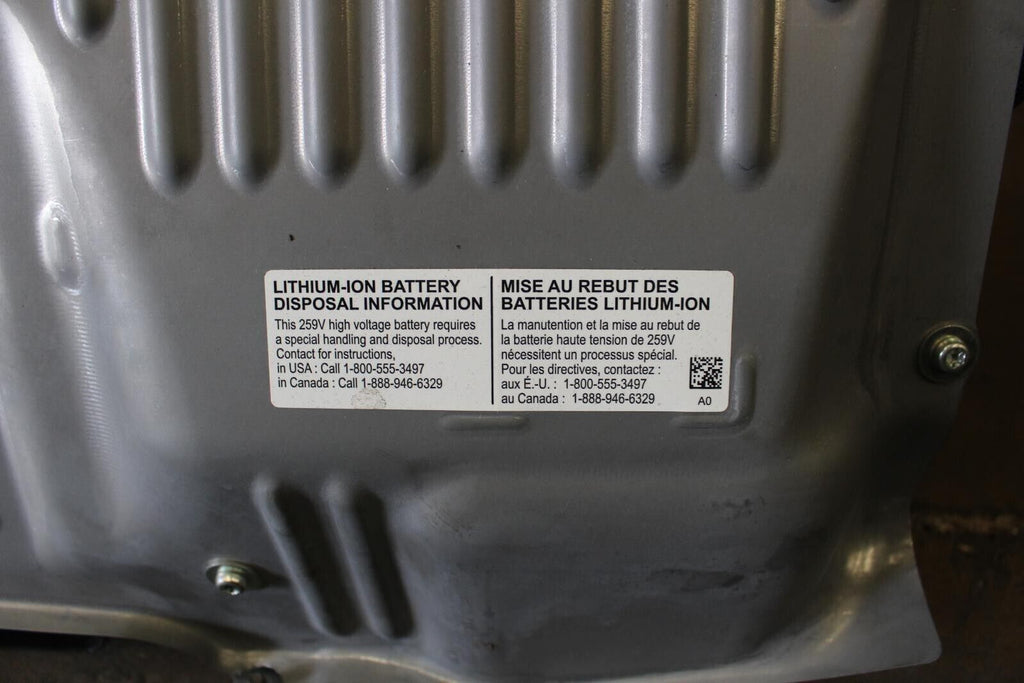 LITHIUM-ION BATTERY
DISPOSAL INFORMATION
This 259V high voltage battery requires
a special handling and disposal process.
Contact for instructions,
in USA : Call 1-800-555-3497
in Canada : Call 1-888-946-6329
MISE AU REBUT DES
BATTERIES LITHIUM-ION
La manutention et la mise au rebut de
la batterie haute tension de 259V
nécessitent un processus spécial.
Pour les directives, contactez :
aux É.-U. : 1-800-555-3497
au Canada : 1-888-946-6329
A0